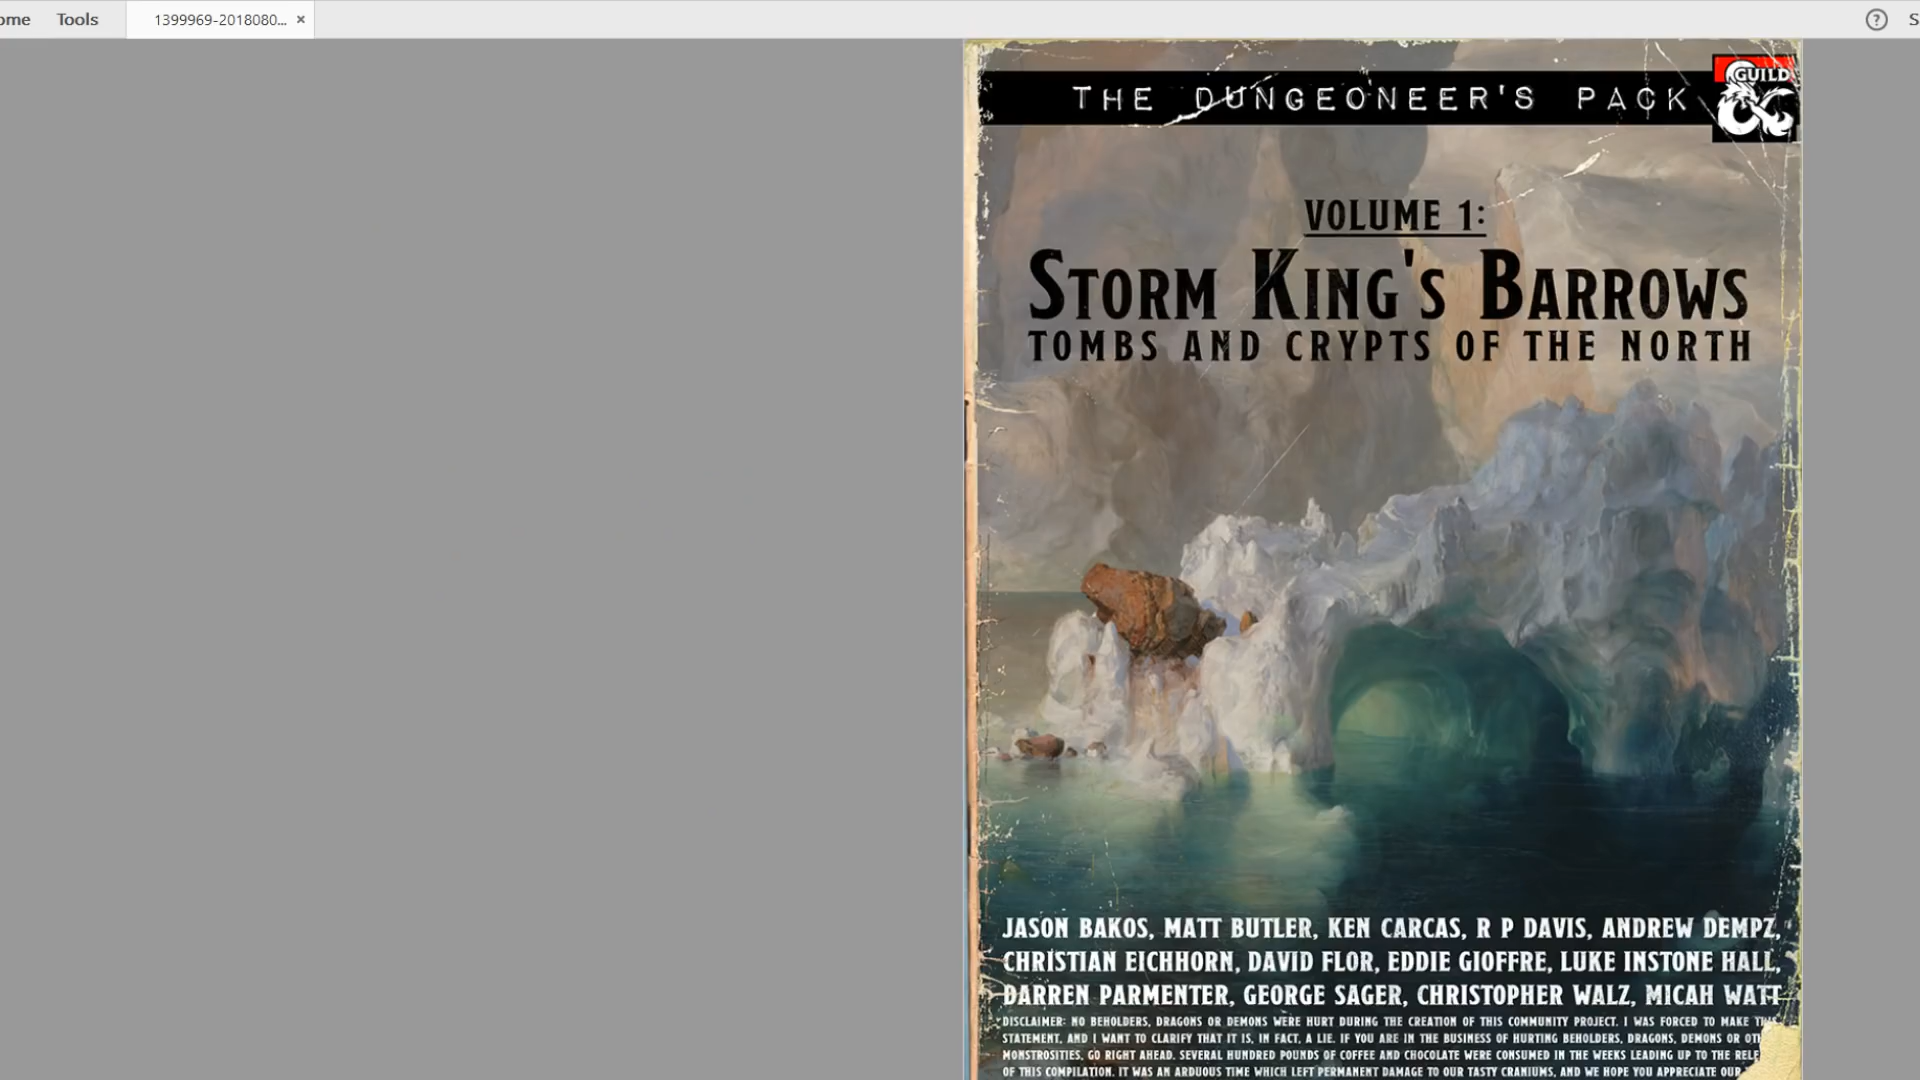 ome Tools 1399969-2018080... × ? S
THE DUNGEONEER'S PACK
GUILD
VOLUME 1:
STORM KING'S BARROWS
TOMBS AND CRYPTS OF THE NORTH
JASON BAKOS, MATT BUTLER, KEN CARCAS, R P DAVIS, ANDREW DEMPZ,
CHRISTIAN EICHHORN, DAVID FLOR, EDDIE GIOFFRE, LUKE INSTONE HALL,
DARREN PARMENTER, GEORGE SAGER, CHRISTOPHER WALZ, MICAH WATT
DISCLAIMER: NO BEHOLDERS, DRAGONS OR DEMONS WERE HURT DURING THE CREATION OF THIS COMMUNITY PROJECT. I WAS FORCED TO MAKE THIS
STATEMENT, AND I WANT TO CLARIFY THAT IT IS, IN FACT, A LIE. IF YOU ARE IN THE BUSINESS OF HURTING BEHOLDERS, DRAGONS, DEMONS OR OTH
MONSTROSITIES, GO RIGHT AHEAD. SEVERAL HUNDRED POUNDS OF COFFEE AND CHOCOLATE WERE CONSUMED IN THE WEEKS LEADING UP TO THE RELE
OF THIS COMPILATION. IT WAS AN ARDUOUS TIME WHICH LEFT PERMANENT DAMAGE TO OUR TASTY CRANIUMS, AND WE HOPE YOU APPRECIATE OUR